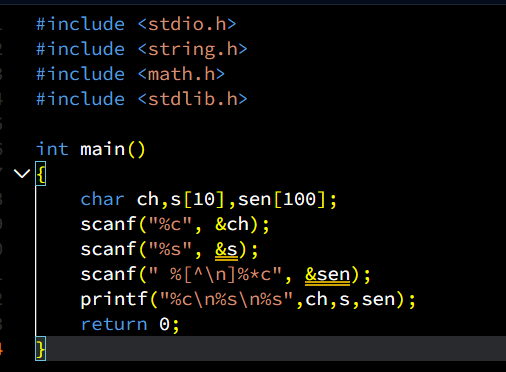 #include <stdio.h>
#include <string.h>
#include <math.h>
#include <stdlib.h>
int main()
{
char ch,s[10],sen[100];
scanf("%c", &ch);
scanf("%s", &s);
scanf(" %[^\n]%*c", &sen);
printf("%c\n%s\n%s",ch,s,sen);
return 0;
}